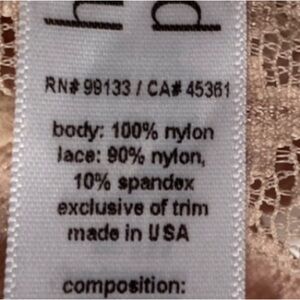 RN# 99133 / CA# 45361
body: 100% nylon
lace: 90% nylon,
10% spandex
exclusive of trim
made in USA
composition: